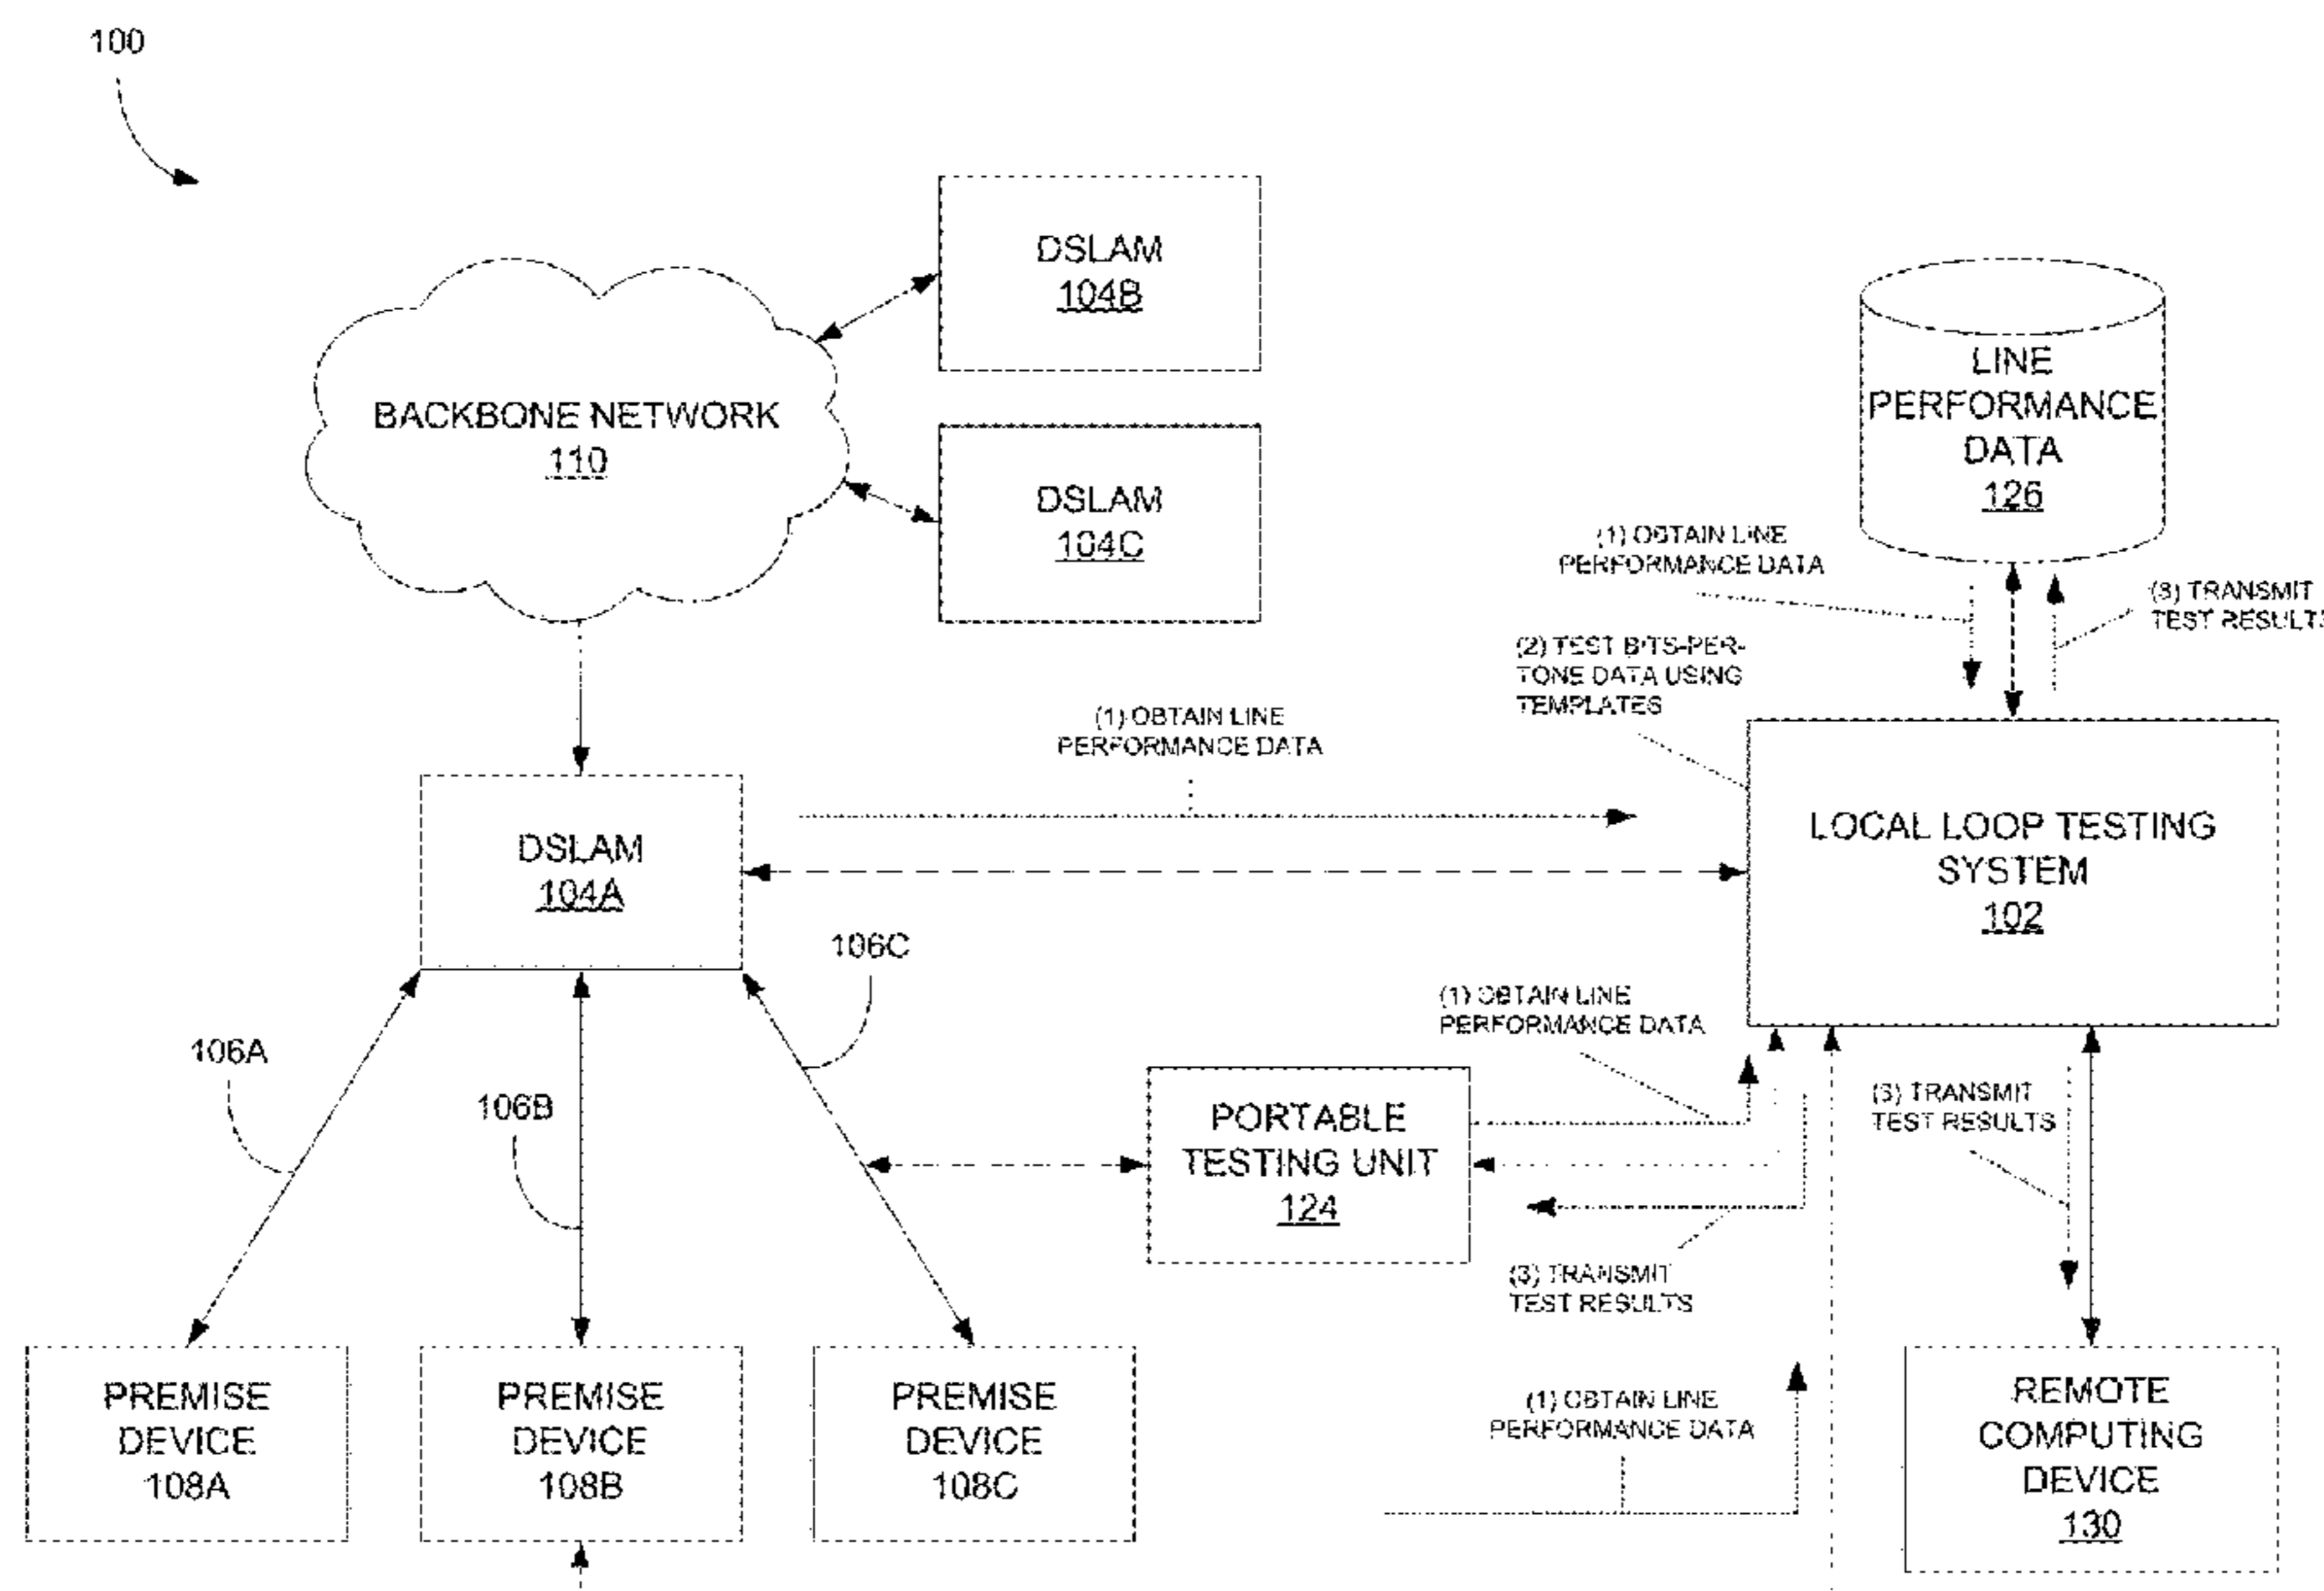 100
DSLAM
104B
BACKBONE NETWORK
110
DSLAM
104C
LINE
PERFORMANCE
DATA
126
(1) OBTAIN LINE
PERFORMANCE DATA
(3) TRANSMIT
TEST RESULTS
(2) TEST BITS-PER-
TONE DATA USING
TEMPLATES
(1) OBTAIN LINE
PERFORMANCE DATA
DSLAM
104A
LOCAL LOOP TESTING
SYSTEM
102
106C
106A
106B
(1) OBTAIN LINE
PERFORMANCE DATA
PORTABLE
TESTING UNIT
124
(3) TRANSMIT
TEST RESULTS
(3) TRANSMIT
TEST RESULTS
PREMISE
DEVICE
108A
PREMISE
DEVICE
108B
PREMISE
DEVICE
108C
(1) OBTAIN LINE
PERFORMANCE DATA
REMOTE
COMPUTING
DEVICE
130